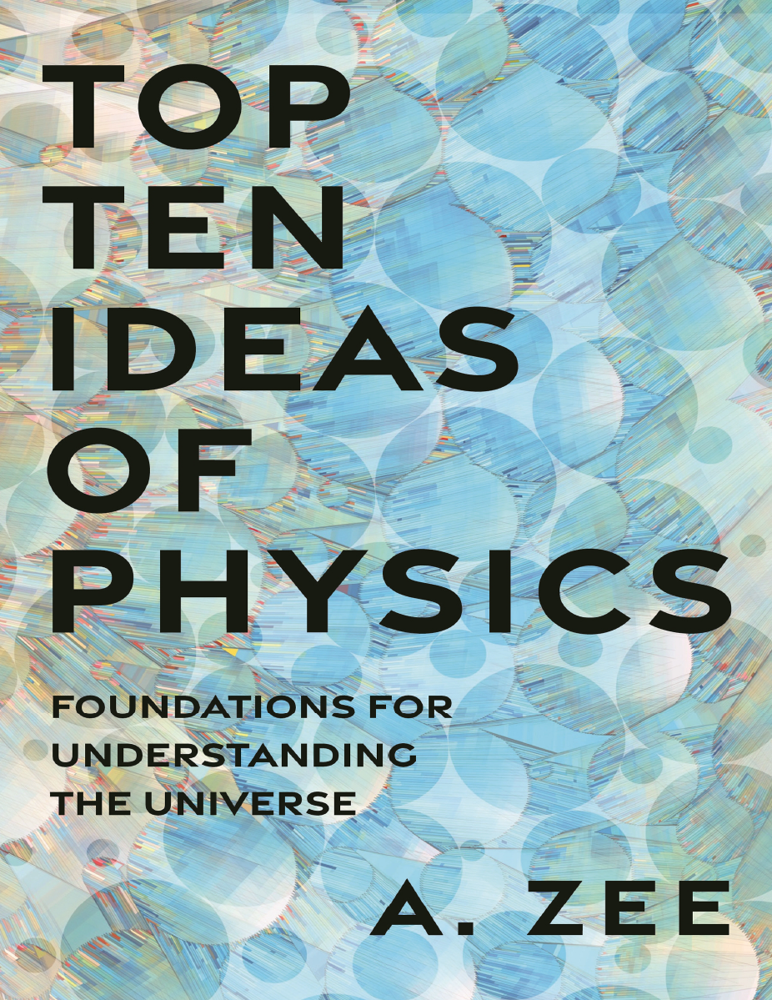 TOP
TEN
IDEAS
OF
PHYSICS
FOUNDATIONS FOR
UNDERSTANDING
THE UNIVERSE
A. ZEE